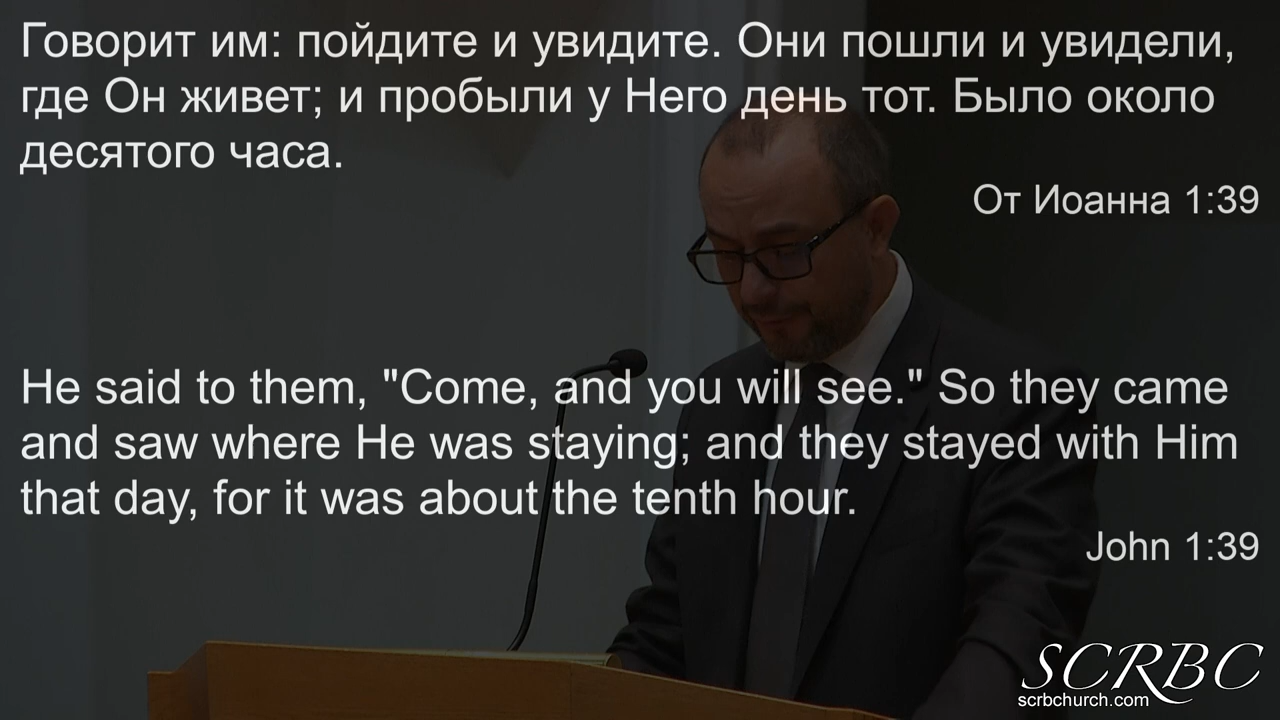 Говорит им: пойдите и увидите. Они пошли и увидели,
где Он живет; и пробыли у Него день тот. Было около
десятого часа.
От Иоанна 1:39
He said to them, "Come, and you will see." So they came
and saw where He was staying; and they stayed with Him
that day, for it was about the tenth hour.
John 1:39
SCRBC
scrbchurch.com